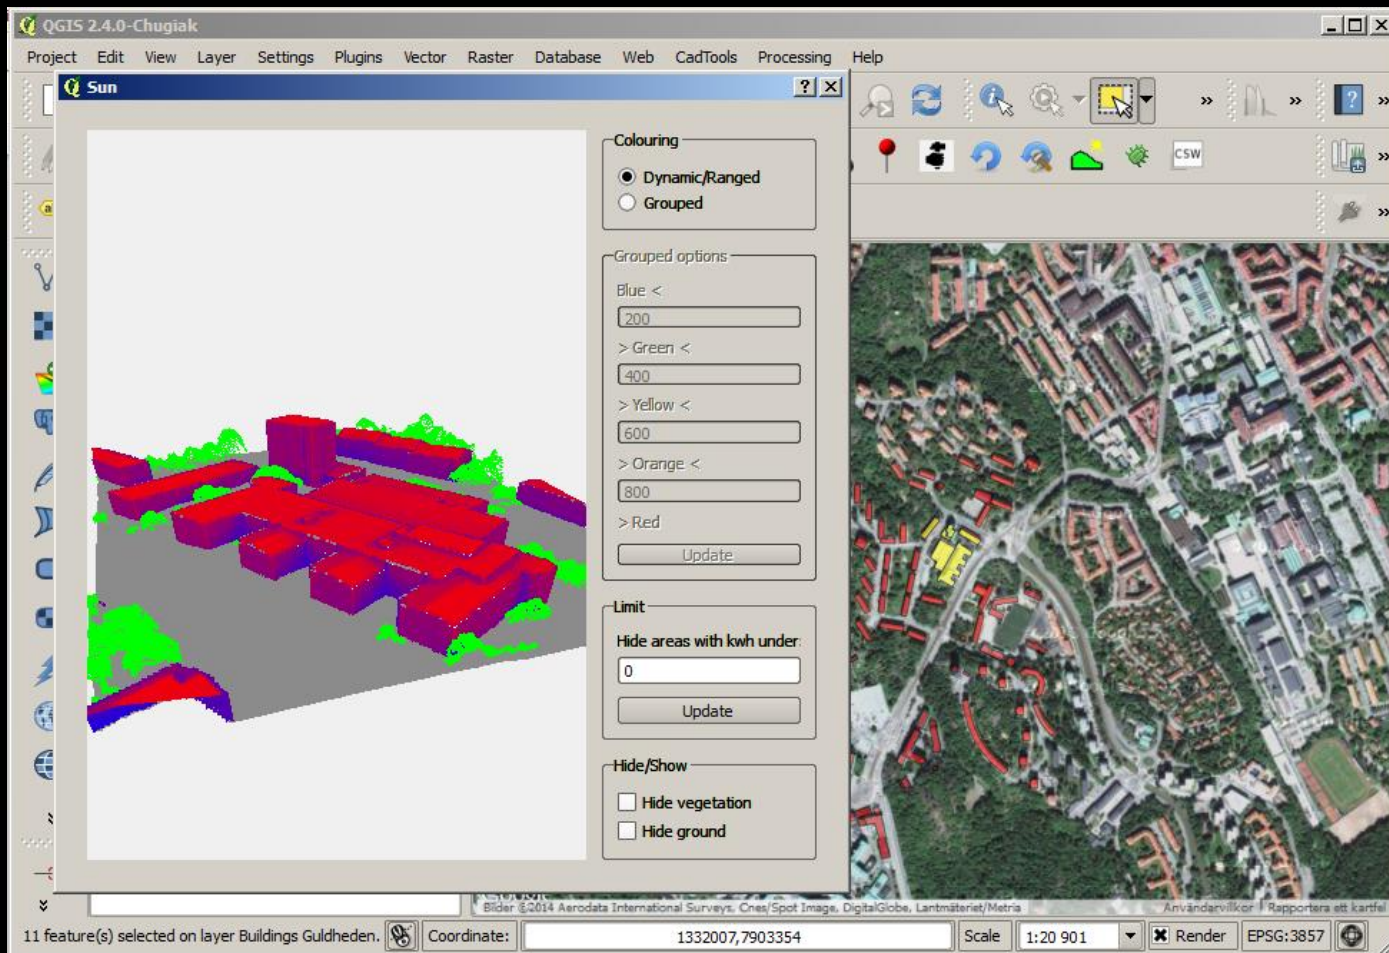 QGIS 2.4.0-Chugiak
Project Edit View Layer Settings Plugins Vector Raster Database Web CadTools Processing Help
Sun
CSW
Colouring
Dynamic/Ranged
Grouped
Grouped options
Blue <
200
> Green <
400
> Yellow <
600
> Orange <
800
> Red
Update
Limit
Hide areas with kwh under:
0
Update
Hide/Show
Hide vegetation
Hide ground
Bilder ©2014 Aerodata International Surveys, Cnes/Spot Image, DigitalGlobe, Lantmäteriet/Metria Användarvillkor Rapportera ett kartfel
11 feature(s) selected on layer Buildings Guldheden. Coordinate: 1332007,7903354 Scale 1:20 901 Render EPSG:3857